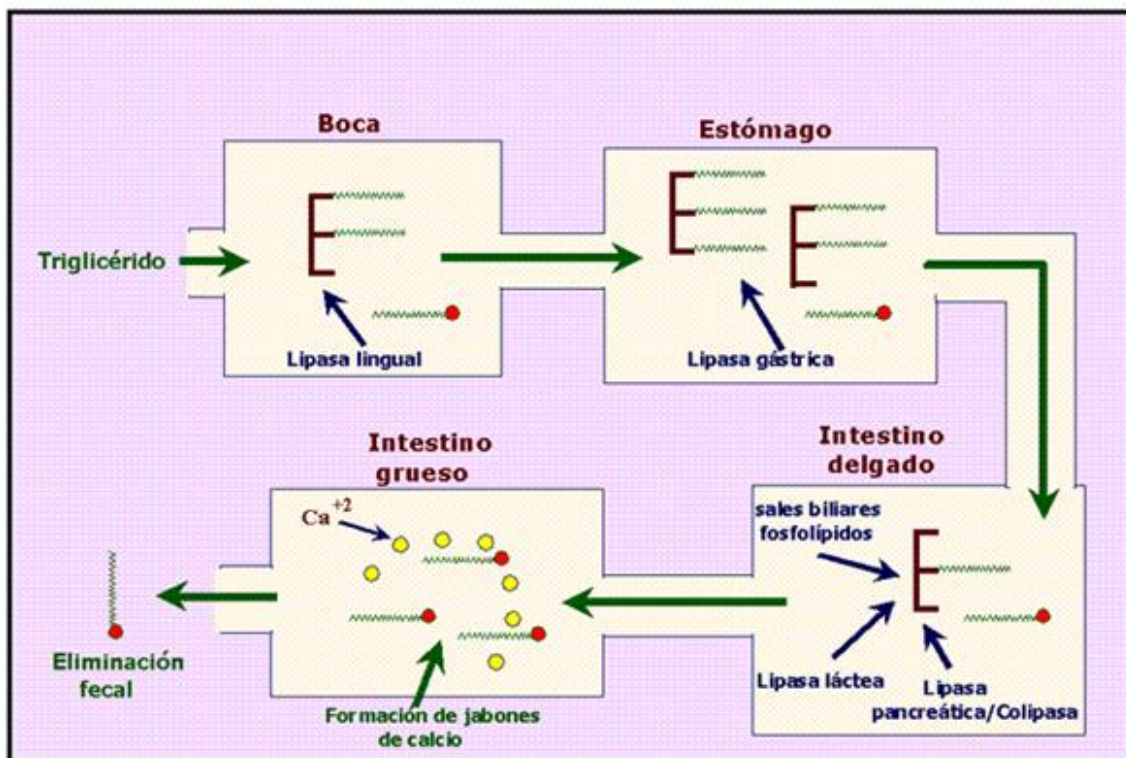 Boca
Estómago
Triglicérido
Lipasa lingual
Lipasa gástrica
Intestino
grueso
Intestino
delgado
Ca+2
sales biliares
fosfolípidos
Lipasa láctea
Lipasa
pancreática/Colipasa
Eliminación
fecal
Formación de jabones
de calcio